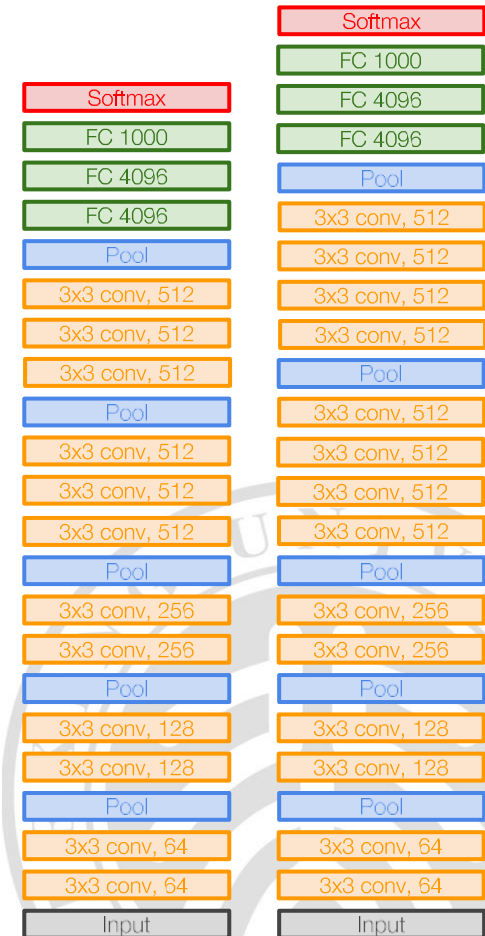 Softmax
FC 1000
FC 4096
FC 4096
Pool
3x3 conv, 512
3x3 conv, 512
3x3 conv, 512
Pool
3x3 conv, 512
3x3 conv, 512
3x3 conv, 512
Pool
3x3 conv, 256
3x3 conv, 256
Pool
3x3 conv, 128
3x3 conv, 128
Pool
3x3 conv, 64
3x3 conv, 64
Input
Softmax
FC 1000
FC 4096
FC 4096
Pool
3x3 conv, 512
3x3 conv, 512
3x3 conv, 512
3x3 conv, 512
Pool
3x3 conv, 512
3x3 conv, 512
3x3 conv, 512
3x3 conv, 512
Pool
3x3 conv, 256
3x3 conv, 256
Pool
3x3 conv, 128
3x3 conv, 128
Pool
3x3 conv, 64
3x3 conv, 64
Input